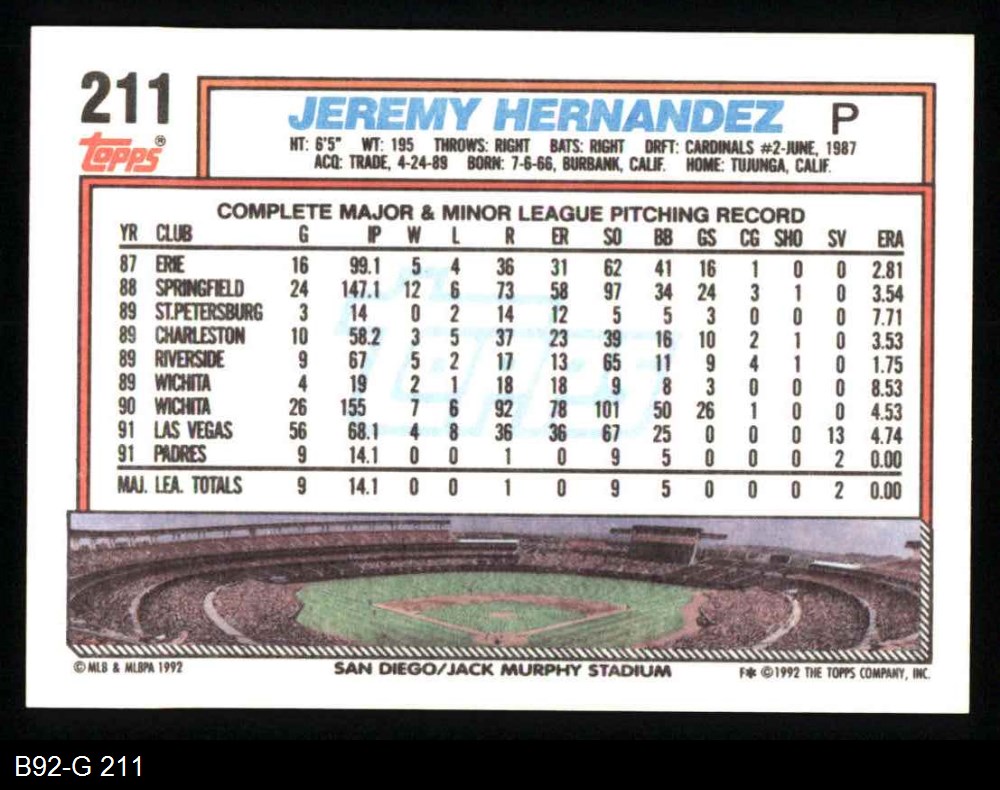 211
JEREMY HERNANDEZ P
Topps®
HT: 6'5" WT: 195 THROWS: RIGHT BATS: RIGHT DRFT: CARDINALS #2-JUNE, 1987
ACQ: TRADE, 4-24-89 BORN: 7-6-66, BURBANK, CALIF. HOME: TUJUNGA, CALIF.
COMPLETE MAJOR & MINOR LEAGUE PITCHING RECORD
YR CLUB G IP W L R ER SO BB GS CG SHO SV ERA
87 ERIE 16 99.1 5 4 36 31 62 41 16 1 0 0 2.81
88 SPRINGFIELD 24 147.1 12 6 73 58 97 34 24 3 1 0 3.54
89 ST.PETERSBURG 3 14 0 2 14 12 5 5 3 0 0 0 7.71
89 CHARLESTON 10 58.2 3 5 37 23 39 16 10 2 1 0 3.53
89 RIVERSIDE 9 67 5 2 17 13 65 11 9 4 1 0 1.75
89 WICHITA 4 19 2 1 18 18 9 8 3 0 0 0 8.53
90 WICHITA 26 155 7 6 92 78 101 50 26 1 0 0 4.53
91 LAS VEGAS 56 68.1 4 8 36 36 67 25 0 0 0 13 4.74
91 PADRES 9 14.1 0 0 1 0 9 5 0 0 0 2 0.00
MAJ. LEA. TOTALS 9 14.1 0 0 1 0 9 5 0 0 0 2 0.00
Topps
© MLB & MLBPA 1992 SAN DIEGO/JACK MURPHY STADIUM F* © 1992 THE TOPPS COMPANY, INC.
B92-G 211